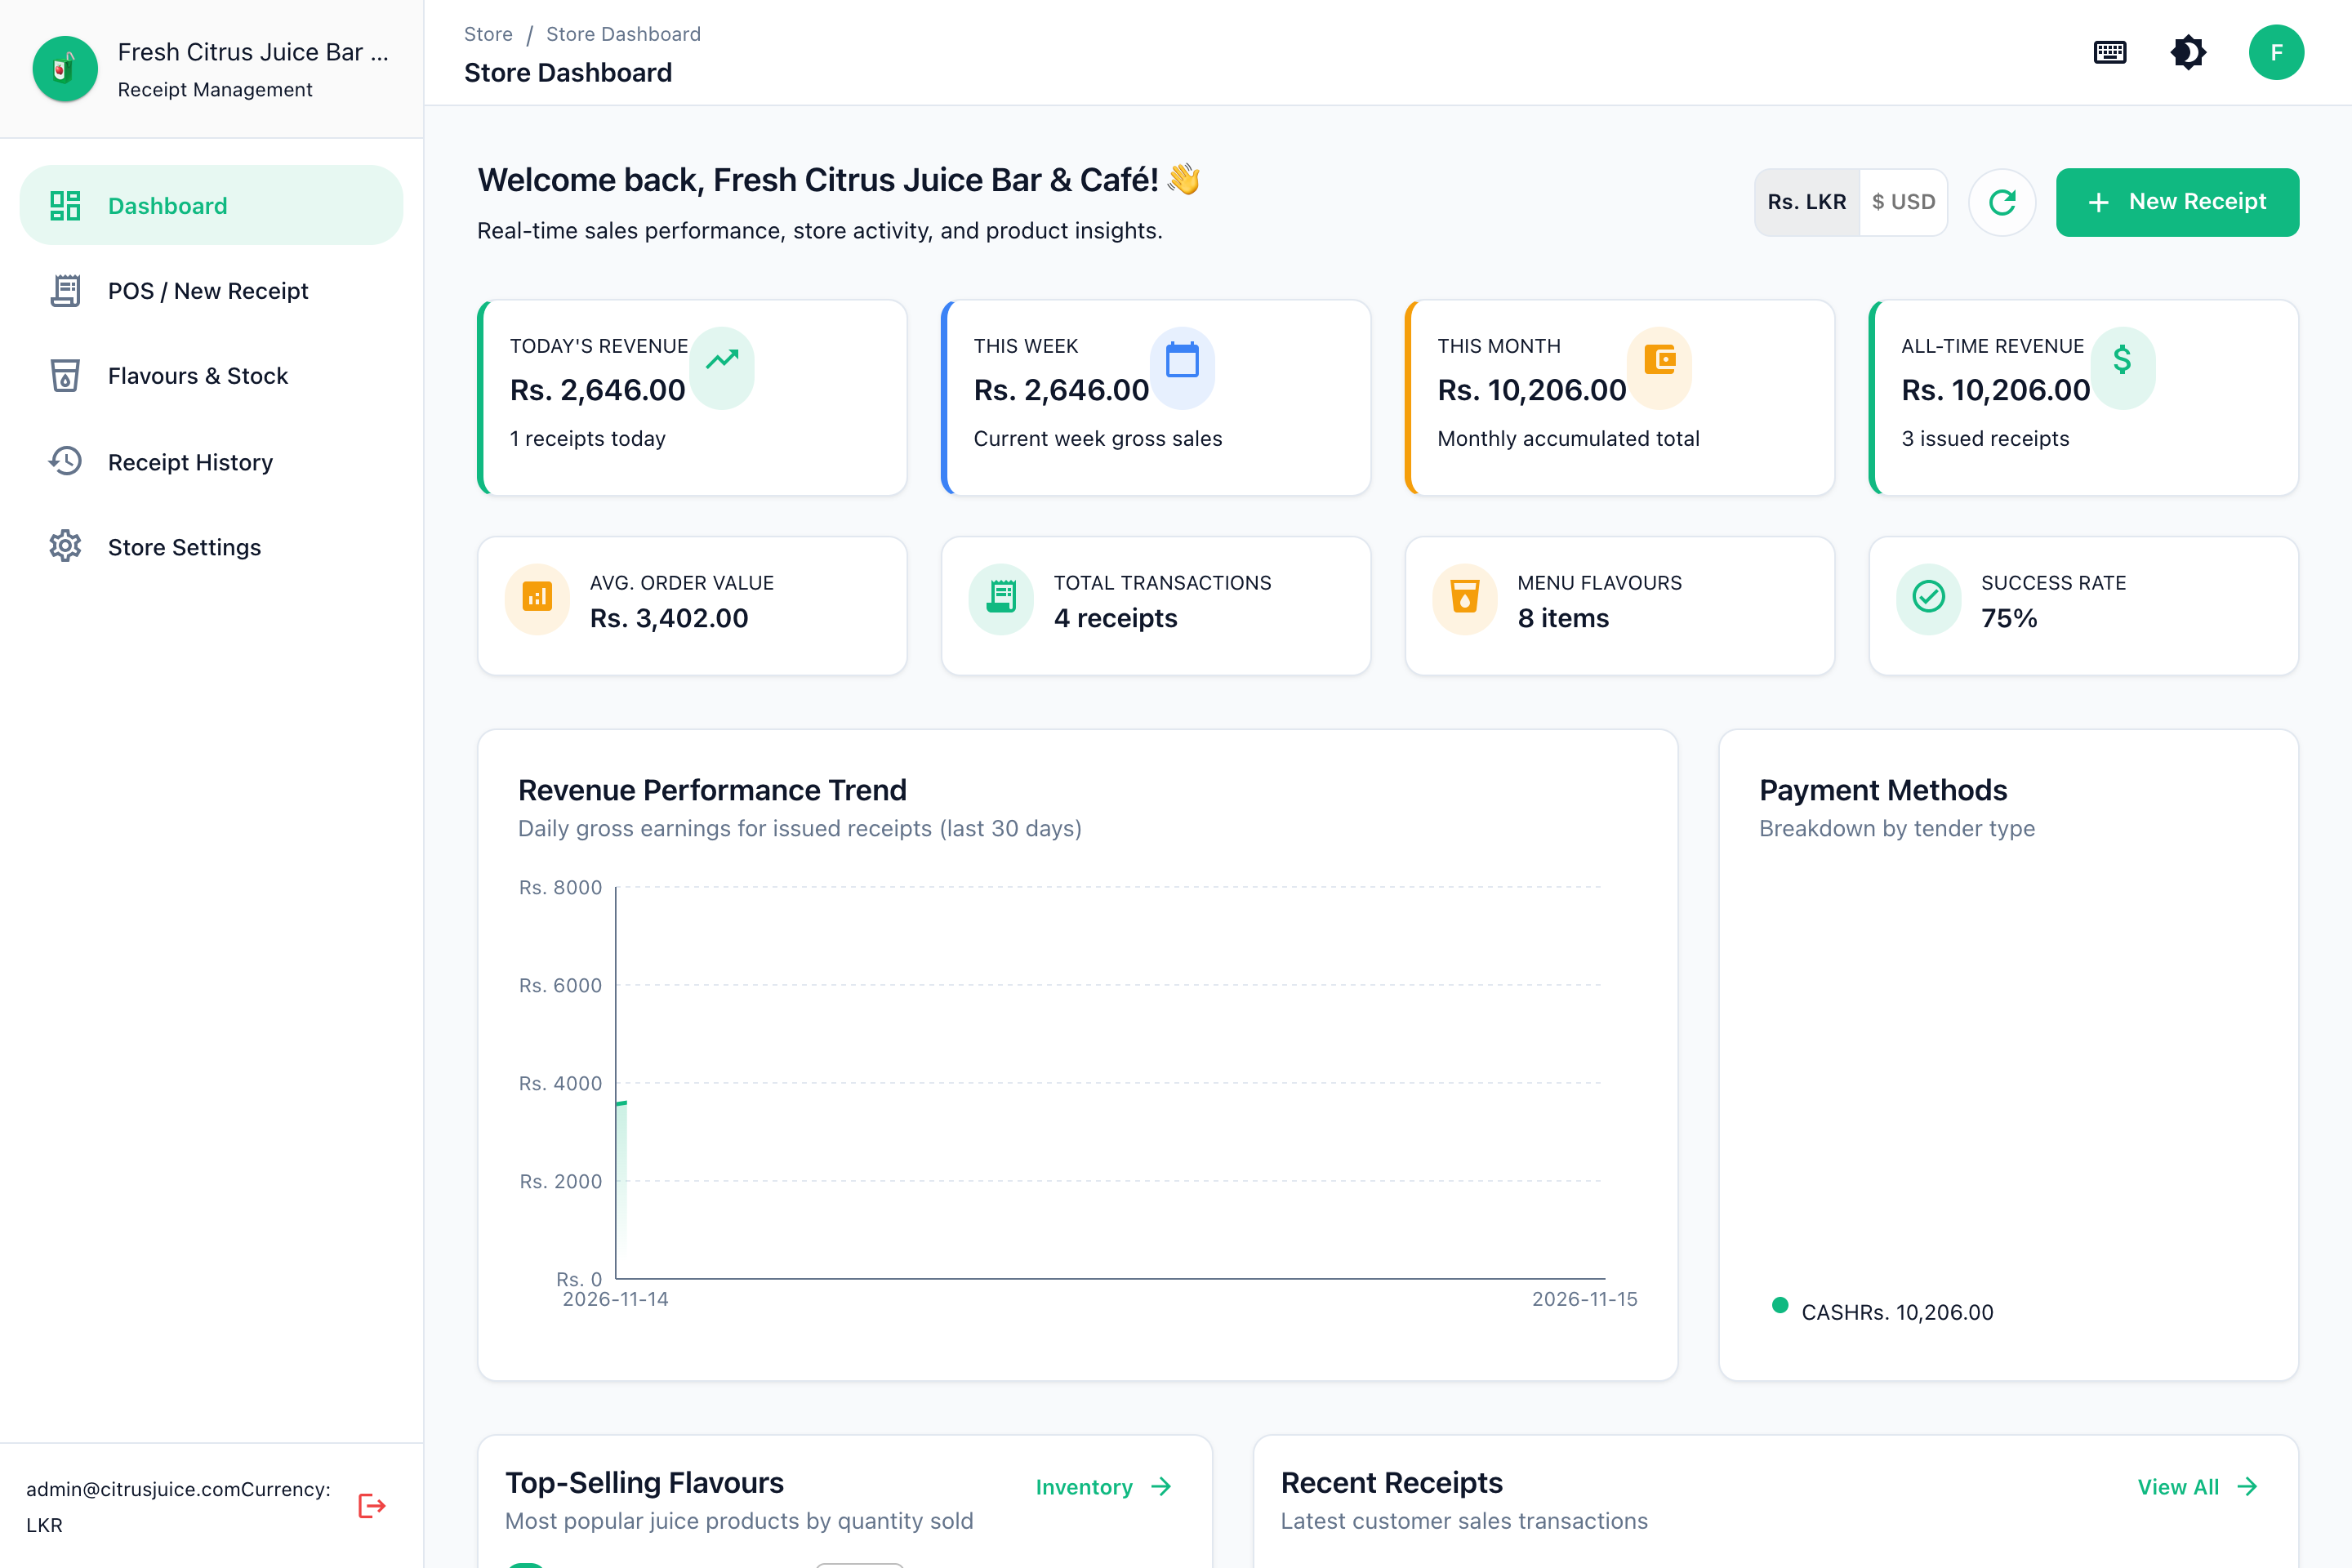 Fresh Citrus Juice Bar ...
Receipt Management
Dashboard
POS / New Receipt
Flavours & Stock
Receipt History
Store Settings
admin@citrusjuice.comCurrency:
LKR
Store / Store Dashboard
Store Dashboard
F
Welcome back, Fresh Citrus Juice Bar & Café! 👋
Real-time sales performance, store activity, and product insights.
Rs. LKR
$ USD
New Receipt
TODAY'S REVENUE
Rs. 2,646.00
1 receipts today
THIS WEEK
Rs. 2,646.00
Current week gross sales
THIS MONTH
Rs. 10,206.00
Monthly accumulated total
ALL-TIME REVENUE
Rs. 10,206.00
3 issued receipts
AVG. ORDER VALUE
Rs. 3,402.00
TOTAL TRANSACTIONS
4 receipts
MENU FLAVOURS
8 items
SUCCESS RATE
75%
Revenue Performance Trend
Daily gross earnings for issued receipts (last 30 days)
Rs. 8000
Rs. 6000
Rs. 4000
Rs. 2000
Rs. 0
2026-11-14
2026-11-15
Payment Methods
Breakdown by tender type
CASHRs. 10,206.00
Top-Selling Flavours
Inventory
Most popular juice products by quantity sold
Recent Receipts
View All
Latest customer sales transactions